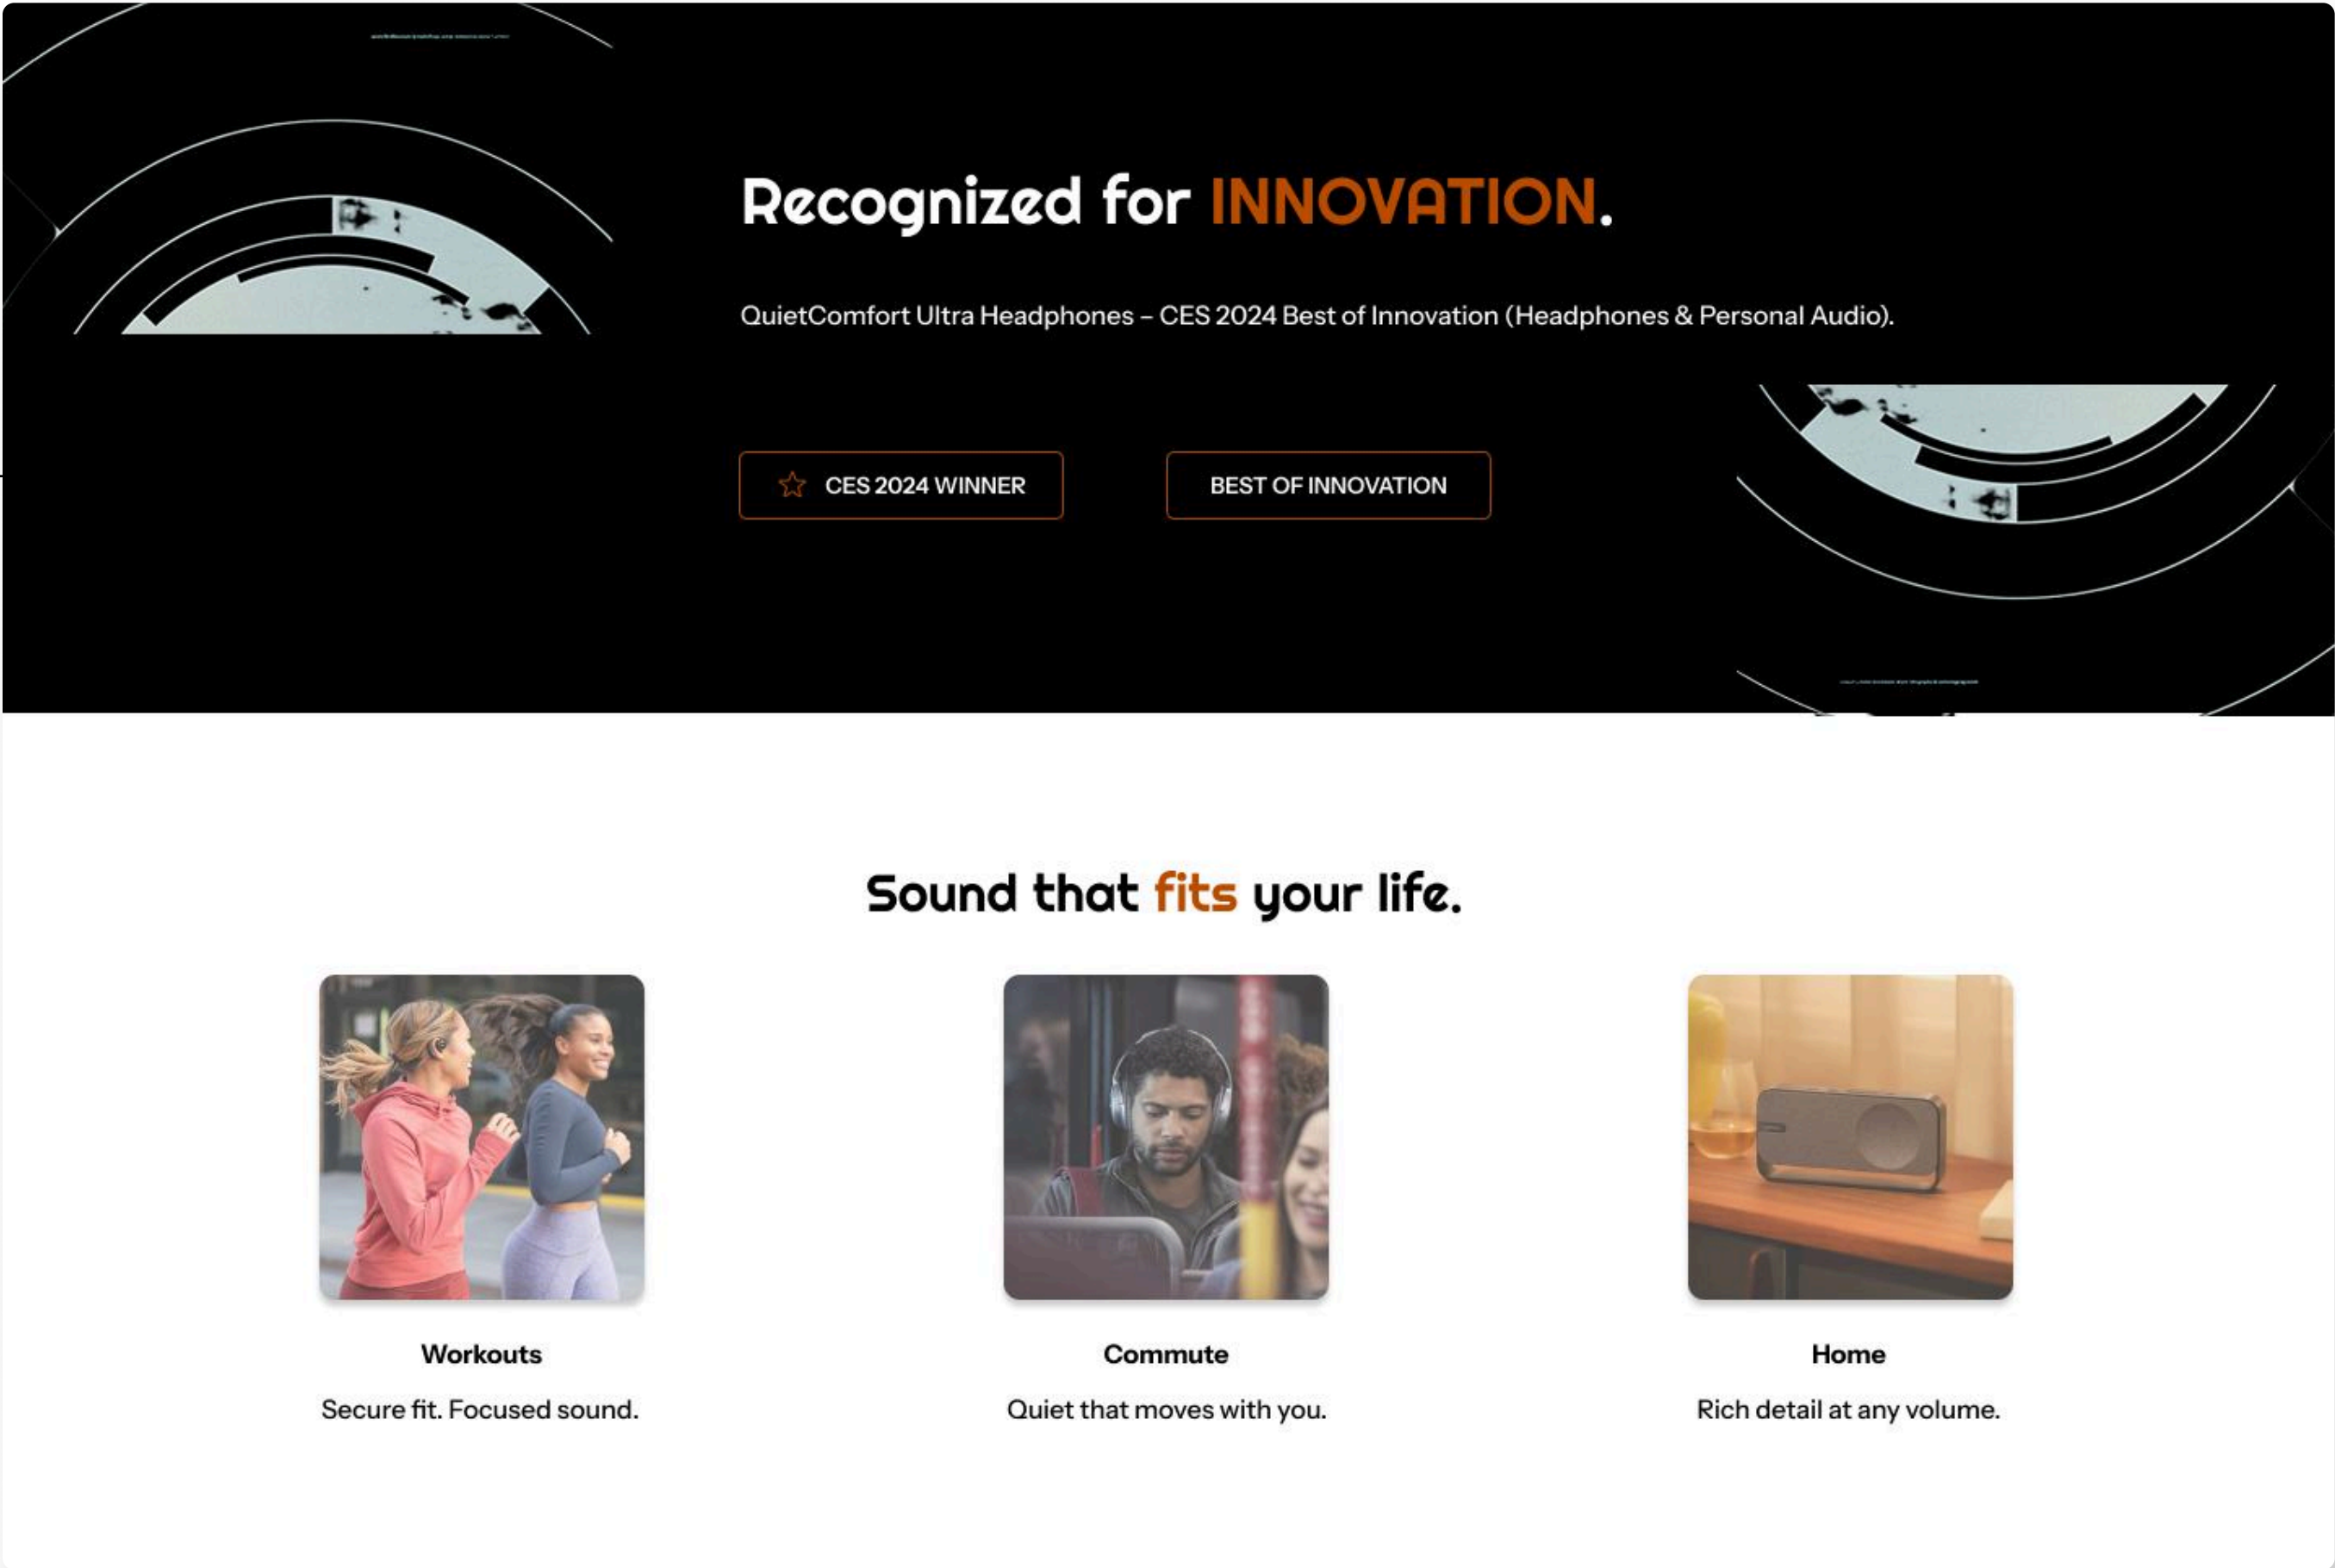 Recognized for INNOVATION.
QuietComfort Ultra Headphones – CES 2024 Best of Innovation (Headphones & Personal Audio).
CES 2024 WINNER
BEST OF INNOVATION
Sound that fits your life.
Workouts
Commute
Home
Secure fit. Focused sound.
Quiet that moves with you.
Rich detail at any volume.